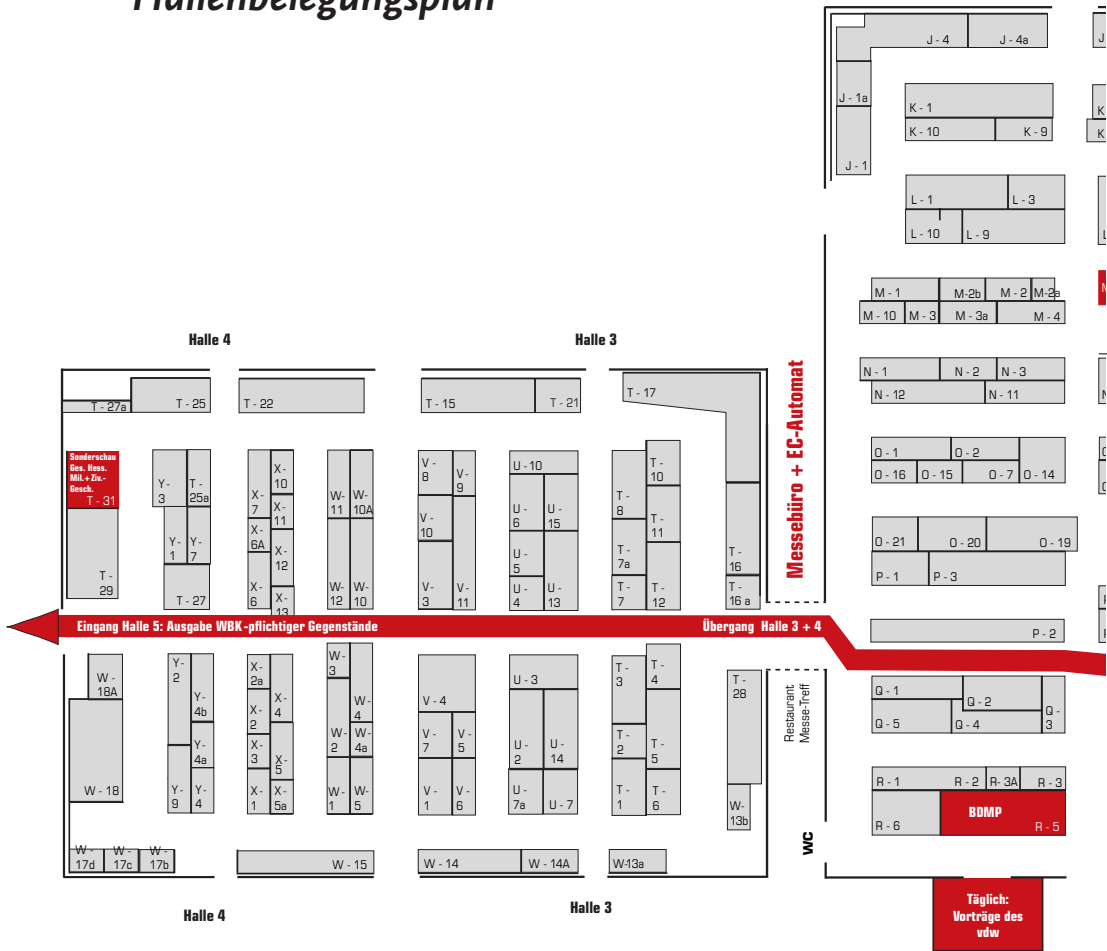 Hallenbelegungsplan
J - 4
J - 4a
J
J - 1a
J - 1
K - 1
K
K - 10
K - 9
K
L - 1
L - 3
L - 10
L - 9
L
M - 1
M-2b
M - 2
M-2a
M
M - 10
M - 3
M - 3a
M - 4
N - 1
N - 2
N - 3
N - 12
N - 11
N
O - 1
O - 2
O - 16
O - 15
O - 7
O - 14
O - 21
O - 20
O - 19
P - 1
P - 3
P - 2
Q - 1
Q - 2
Q -
3
Q - 5
Q - 4
R - 1
R - 2
R- 3A
R - 3
R - 6
BDMP
R - 5
Täglich:
Vorträge des
vdw
Messebüro + EC-Automat
Restaurant
Messe-Treff
WC
Halle 4
Halle 3
T - 27a
T - 25
T - 22
T - 15
T - 21
T - 17
Sonderschau
Ges. Hess.
Mil.+ Ziv.-
Gesch.
T - 31
T -
29
Y -
3
T -
25a
Y -
1
Y -
7
T - 27
X -
7
X -
10
X -
11
X -
6A
X -
12
X -
6
X -
13
W-
11
W-
10A
W-
12
W-
10
V -
8
V -
9
V -
10
V -
3
V -
11
U - 10
U -
6
U -
15
U -
5
U -
4
U -
13
T -
10
T -
8
T -
11
T -
7a
T -
7
T -
12
T -
16
T -
16 a
Eingang Halle 5: Ausgabe WBK-pflichtiger Gegenstände
Übergang Halle 3 + 4
W -
18A
W - 18
Y -
2
Y-
4b
Y-
4a
Y-
9
Y-
4
X-
2a
X -
4
X -
2
X-
3
X-
5
X -
1
X-
5a
W-
3
W-
4
W-
2
W-
4a
W-
1
W-
5
V - 4
V -
7
V -
5
V -
1
V -
6
U - 3
U -
2
U -
14
U -
7a
U - 7
T -
3
T -
4
T -
2
T -
5
T -
1
T -
6
T -
28
W-
13b
W -
17d
W -
17c
W -
17b
W - 15
W - 14
W - 14A
W-13a
Halle 4
Halle 3